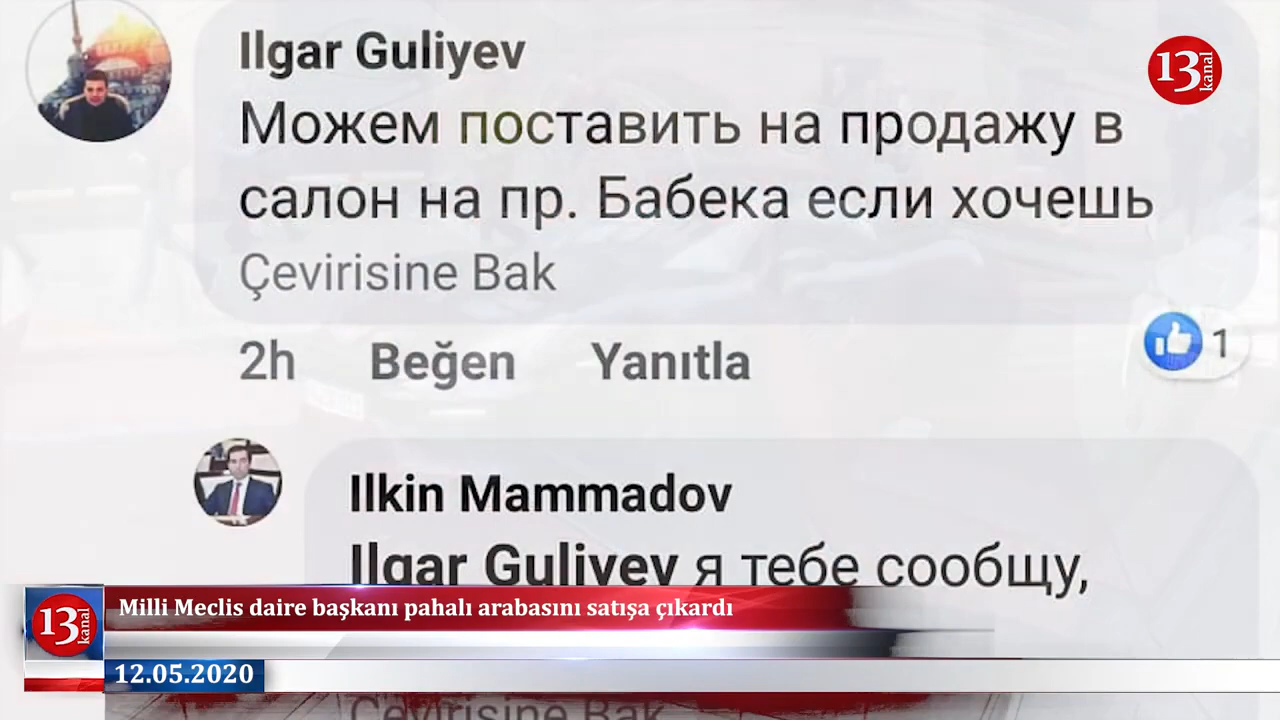 Ilgar Guliyev
Можем поставить на продажу в
салон на пр. Бабека если хочешь
Çevirisine Bak
2h Beğen Yanıtla
1
Ilkin Mammadov
Ilgar Guliyev я тебе сообщу,
Milli Meclis daire başkanı pahalı arabasını satışa çıkardı
12.05.2020
Çevirisine Bak
13 kanal
13 kanal